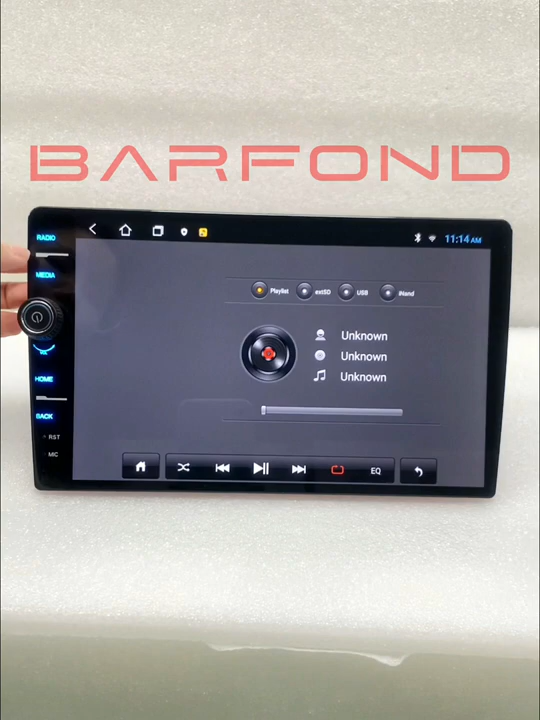 BARFOND
11:14 AM
RADIO
MEDIA
HOME
BACK
RST
MIC
Playlist
extSD
USB
iNand
Unknown
Unknown
Unknown
EQ